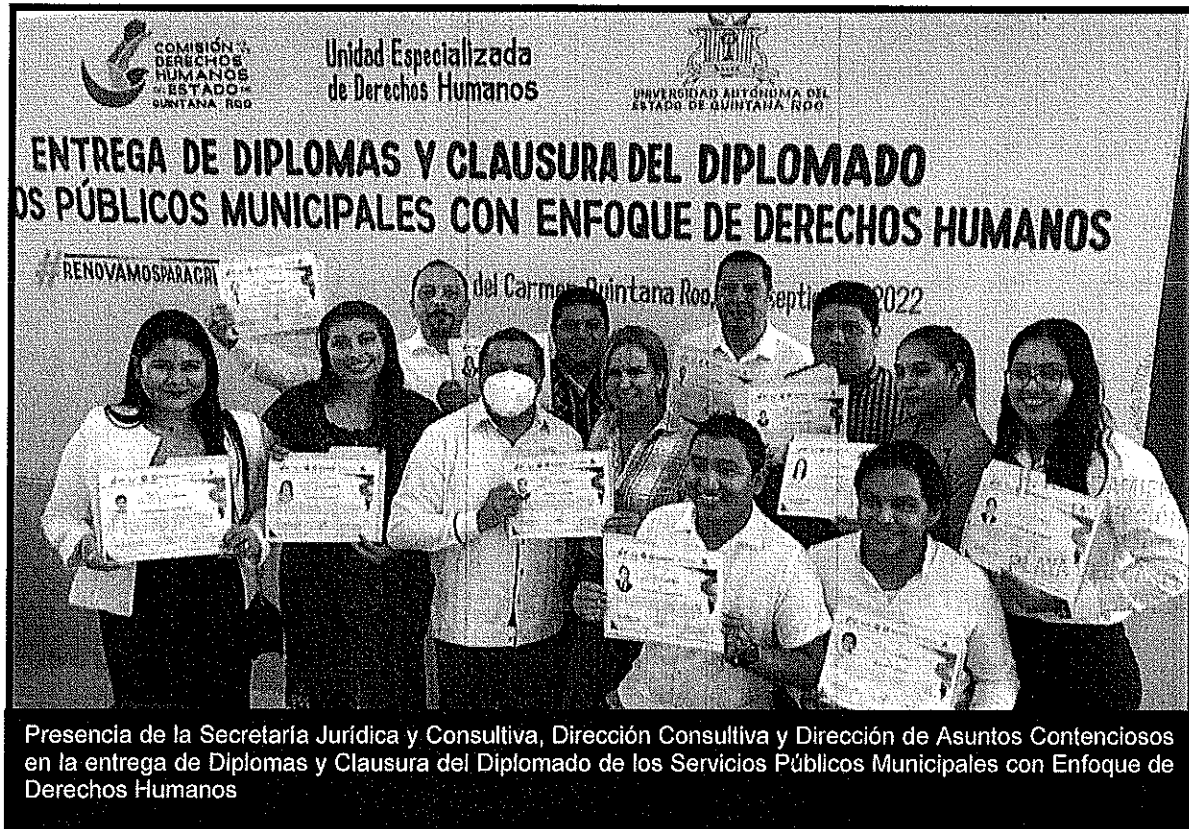 COMISIÓN DE
DERECHOS
HUMANOS
DEL ESTADO DE
QUINTANA ROO
Unidad Especializada
de Derechos Humanos
UNIVERSIDAD AUTÓNOMA DEL
ESTADO DE QUINTANA ROO
ENTREGA DE DIPLOMAS Y CLAUSURA DEL DIPLOMADO
OS PÚBLICOS MUNICIPALES CON ENFOQUE DE DERECHOS HUMANOS
#RENOVAMOSPARACR
del Carmen Quintana Roo, septi 2022
Presencia de la Secretaría Jurídica y Consultiva, Dirección Consultiva y Dirección de Asuntos Contenciosos
en la entrega de Diplomas y Clausura del Diplomado de los Servicios Públicos Municipales con Enfoque de
Derechos Humanos